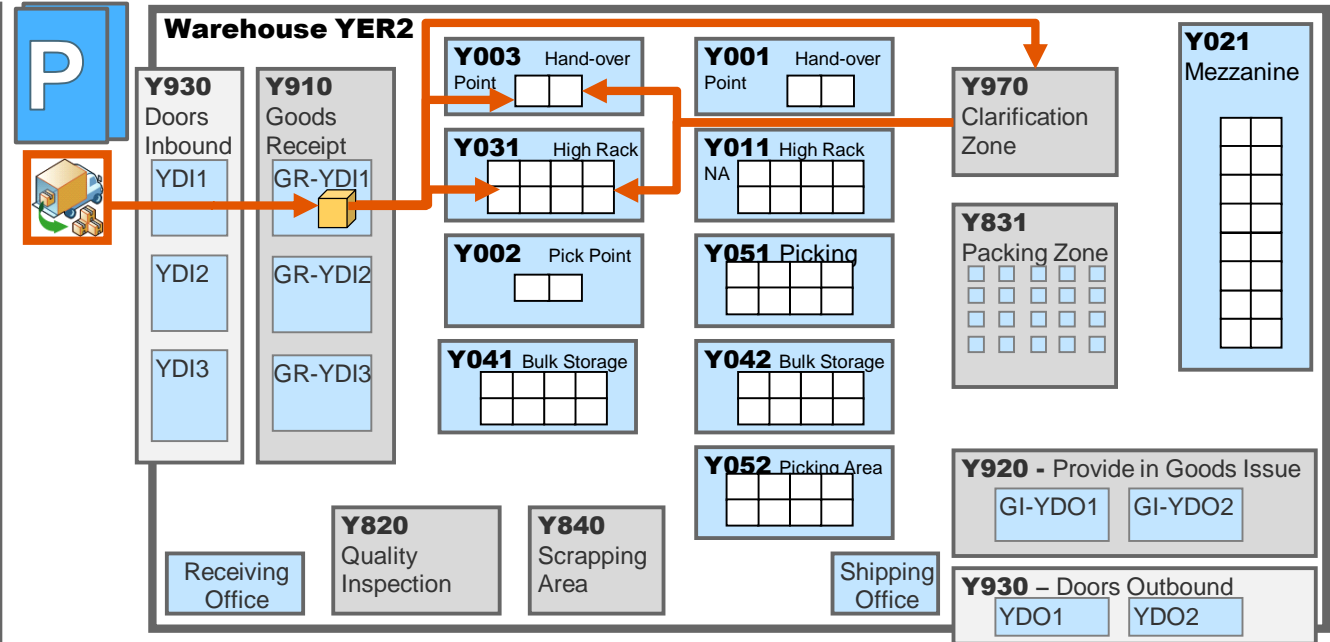 P
Warehouse YER2
Y930
Doors
Inbound
YDI1
YDI2
YDI3
Y910
Goods
Receipt
GR-YDI1
GR-YDI2
GR-YDI3
Y003 Hand-over
Point
Y031 High Rack
Y002 Pick Point
Y041 Bulk Storage
Y001 Hand-over
Point
Y011 High Rack
NA
Y051 Picking
Y042 Bulk Storage
Y052 Picking Area
Y970
Clarification
Zone
Y831
Packing Zone
Y021
Mezzanine
Y920 - Provide in Goods Issue
GI-YDO1 GI-YDO2
Y930 – Doors Outbound
YDO1 YDO2
Receiving
Office
Y820
Quality
Inspection
Y840
Scrapping
Area
Shipping
Office